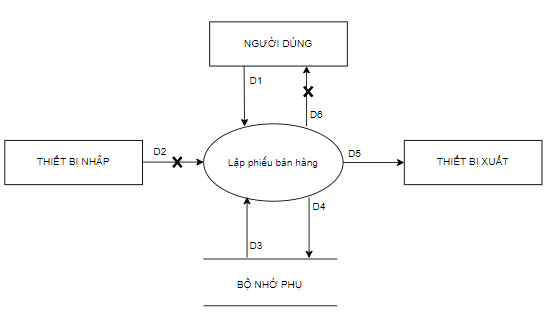 NGƯỜI DÙNG
D1
D6
THIẾT BỊ NHẬP
D2
Lập phiếu bán hàng
D5
THIẾT BỊ XUẤT
D4
D3
BỘ NHỚ PHỤ